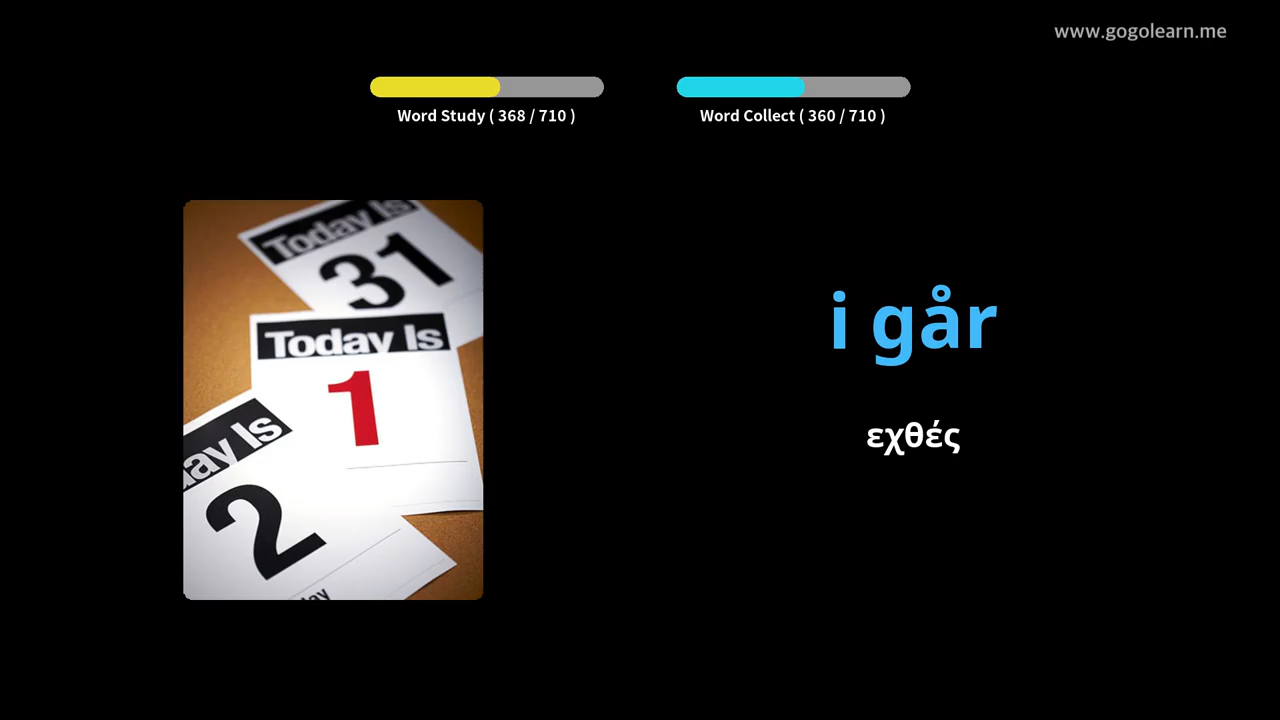 www.gogolearn.me
Word Study ( 368 / 710 )
Word Collect ( 360 / 710 )
Today Is
31
Today Is
1
day Is
2
i går
εχθές